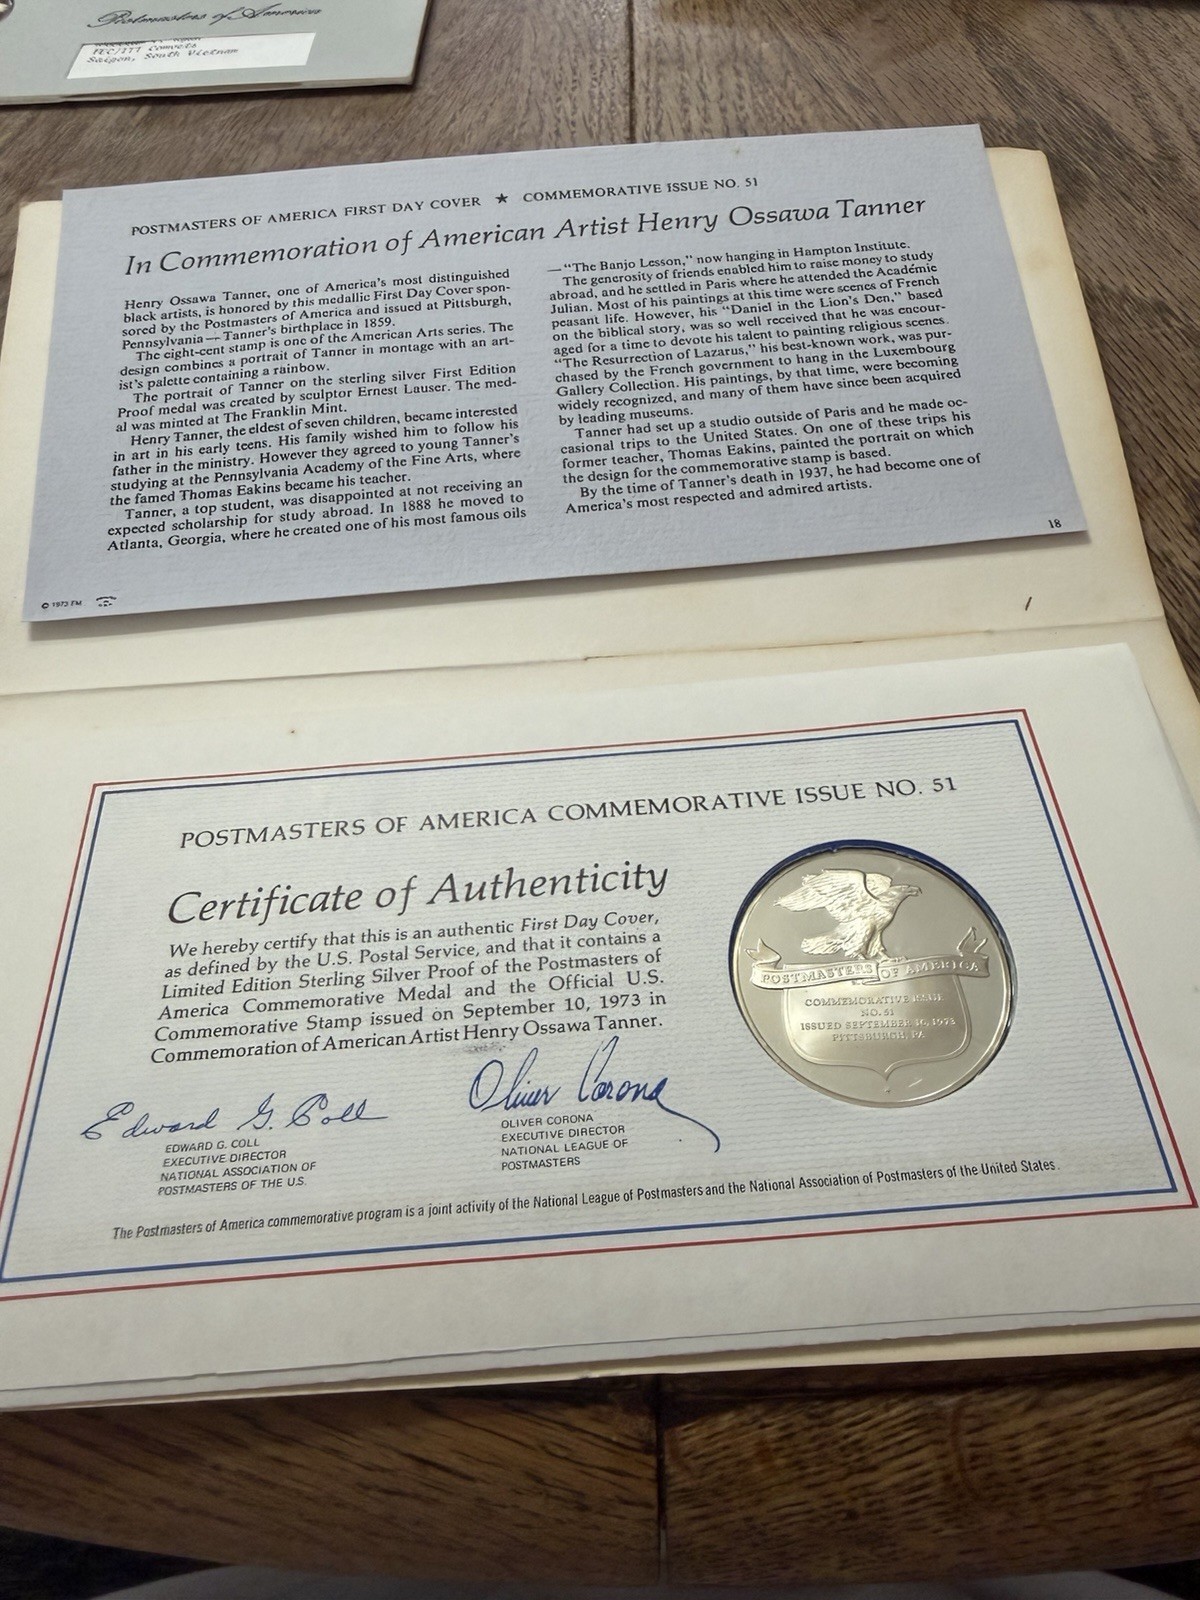 Postmasters of America
PEC/ITT Comvets
Saigon, South Vietnam
POSTMASTERS OF AMERICA FIRST DAY COVER ★ COMMEMORATIVE ISSUE NO. 51
In Commemoration of American Artist Henry Ossawa Tanner
Henry Ossawa Tanner, one of America's most distinguished
black artists, is honored by this medallic First Day Cover spon-
sored by the Postmasters of America and issued at Pittsburgh,
Pennsylvania — Tanner's birthplace in 1859.
The eight-cent stamp is one of the American Arts series. The
design combines a portrait of Tanner in montage with an art-
ist's palette containing a rainbow.
The portrait of Tanner on the sterling silver First Edition
Proof medal was created by sculptor Ernest Lauser. The med-
al was minted at The Franklin Mint.
Henry Tanner, the eldest of seven children, became interested
in art in his early teens. His family wished him to follow his
father in the ministry. However they agreed to young Tanner's
studying at the Pennsylvania Academy of the Fine Arts, where
the famed Thomas Eakins became his teacher.
Tanner, a top student, was disappointed at not receiving an
expected scholarship for study abroad. In 1888 he moved to
Atlanta, Georgia, where he created one of his most famous oils
— "The Banjo Lesson," now hanging in Hampton Institute.
The generosity of friends enabled him to raise money to study
abroad, and he settled in Paris where he attended the Académie
Julian. Most of his paintings at this time were scenes of French
peasant life. However, his "Daniel in the Lion's Den," based
on the biblical story, was so well received that he was encour-
aged for a time to devote his talent to painting religious scenes.
"The Resurrection of Lazarus," his best-known work, was pur-
chased by the French government to hang in the Luxembourg
Gallery Collection. His paintings, by that time, were becoming
widely recognized, and many of them have since been acquired
by leading museums.
Tanner had set up a studio outside of Paris and he made oc-
casional trips to the United States. On one of these trips his
former teacher, Thomas Eakins, painted the portrait on which
the design for the commemorative stamp is based.
By the time of Tanner's death in 1937, he had become one of
America's most respected and admired artists.
18
© 1973 FM
POSTMASTERS OF AMERICA COMMEMORATIVE ISSUE NO. 51
Certificate of Authenticity
We hereby certify that this is an authentic First Day Cover,
as defined by the U.S. Postal Service, and that it contains a
Limited Edition Sterling Silver Proof of the Postmasters of
America Commemorative Medal and the Official U.S.
Commemorative Stamp issued on September 10, 1973 in
Commemoration of American Artist Henry Ossawa Tanner.
Edward G. Coll
EDWARD G. COLL
EXECUTIVE DIRECTOR
NATIONAL ASSOCIATION OF
POSTMASTERS OF THE U.S.
Oliver Corona
OLIVER CORONA
EXECUTIVE DIRECTOR
NATIONAL LEAGUE OF
POSTMASTERS
POSTMASTERS OF AMERICA
COMMEMORATIVE ISSUE
NO. 51
ISSUED SEPTEMBER 10, 1973
PITTSBURGH, PA
The Postmasters of America commemorative program is a joint activity of the National League of Postmasters and the National Association of Postmasters of the United States.